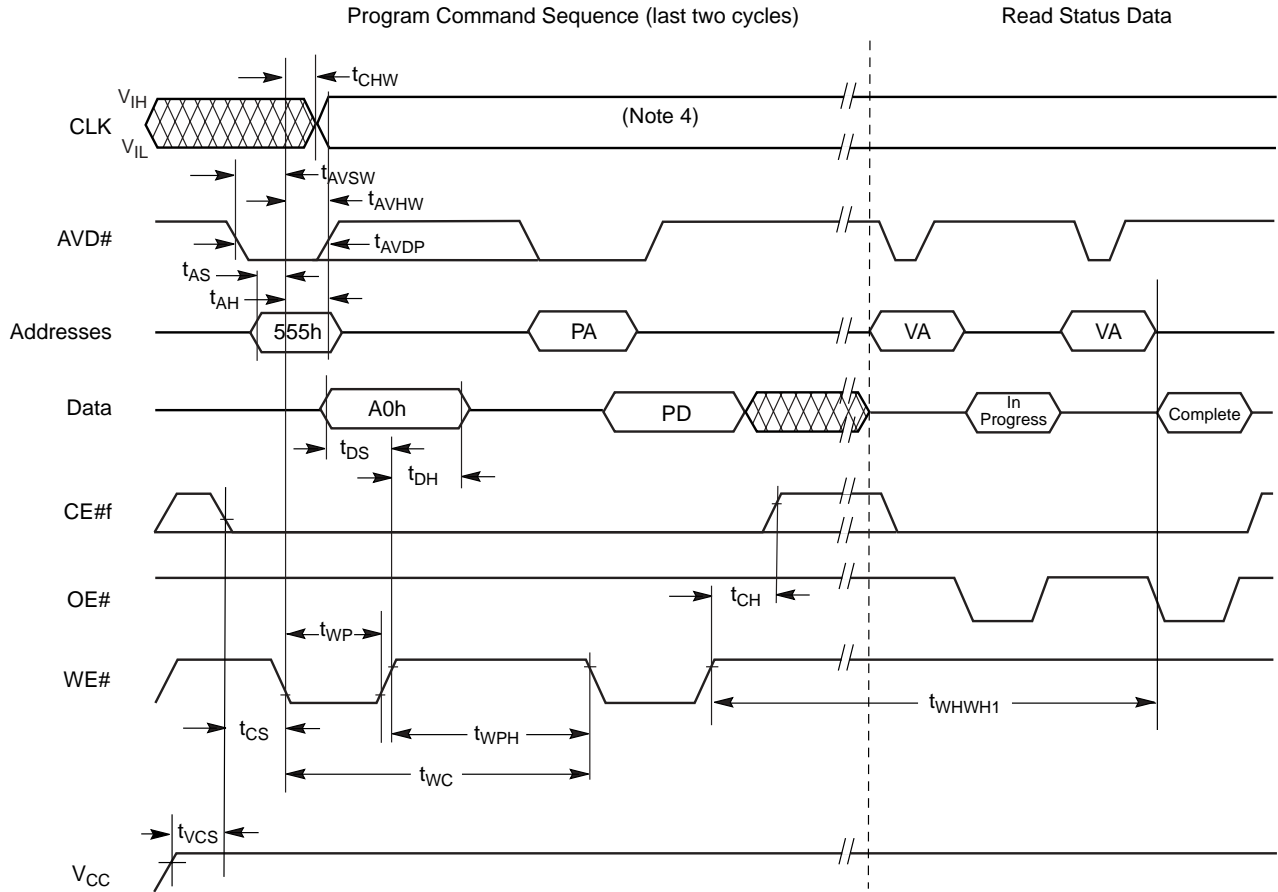 Program Command Sequence (last two cycles) Read Status Data
tCHW
VIH
CLK
VIL
(Note 4)
tAVSW
tAVHW
AVD#
tAVDP
tAS
tAH
Addresses 555h PA VA VA
Data A0h PD In Progress Complete
tDS
tDH
CE#f
OE#
tCH
tWP
WE#
tWHWH1
tCS
tWPH
tWC
tVCS
VCC